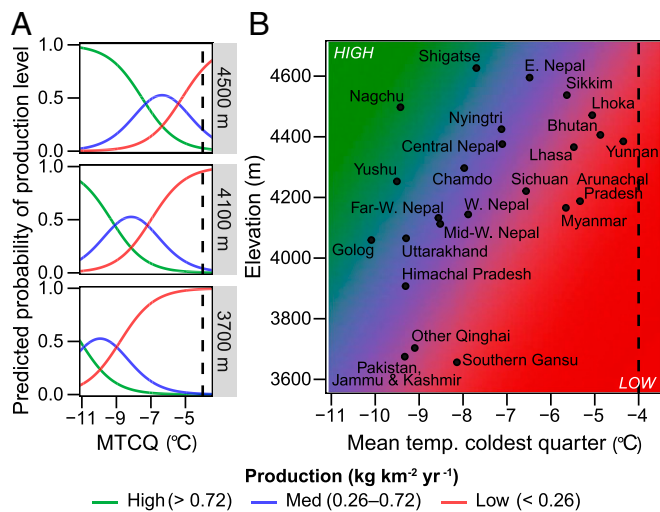 A
Predicted probability of production level
1.0
0.5
0.0
4500 m
1.0
0.5
0.0
4100 m
1.0
0.5
0.0
3700 m
−11 −9 −7 −5
MTCQ (ºC)
B
Elevation (m)
4600
4400
4200
4000
3800
3600
HIGH
Shigatse
E. Nepal
Sikkim
Nagchu
Lhoka
Nyingtri
Bhutan
Central Nepal
Lhasa
Yunnan
Yushu
Chamdo
Sichuan
Arunachal
Pradesh
Far-W. Nepal
W. Nepal
Myanmar
Mid-W. Nepal
Golog
Uttarakhand
Himachal Pradesh
Other Qinghai
Pakistan,
Jammu & Kashmir
Southern Gansu
LOW
−11 −10 −9 −8 −7 −6 −5 −4
Mean temp. coldest quarter (ºC)
Production (kg km⁻² yr⁻¹)
High (> 0.72) Med (0.26–0.72) Low (< 0.26)